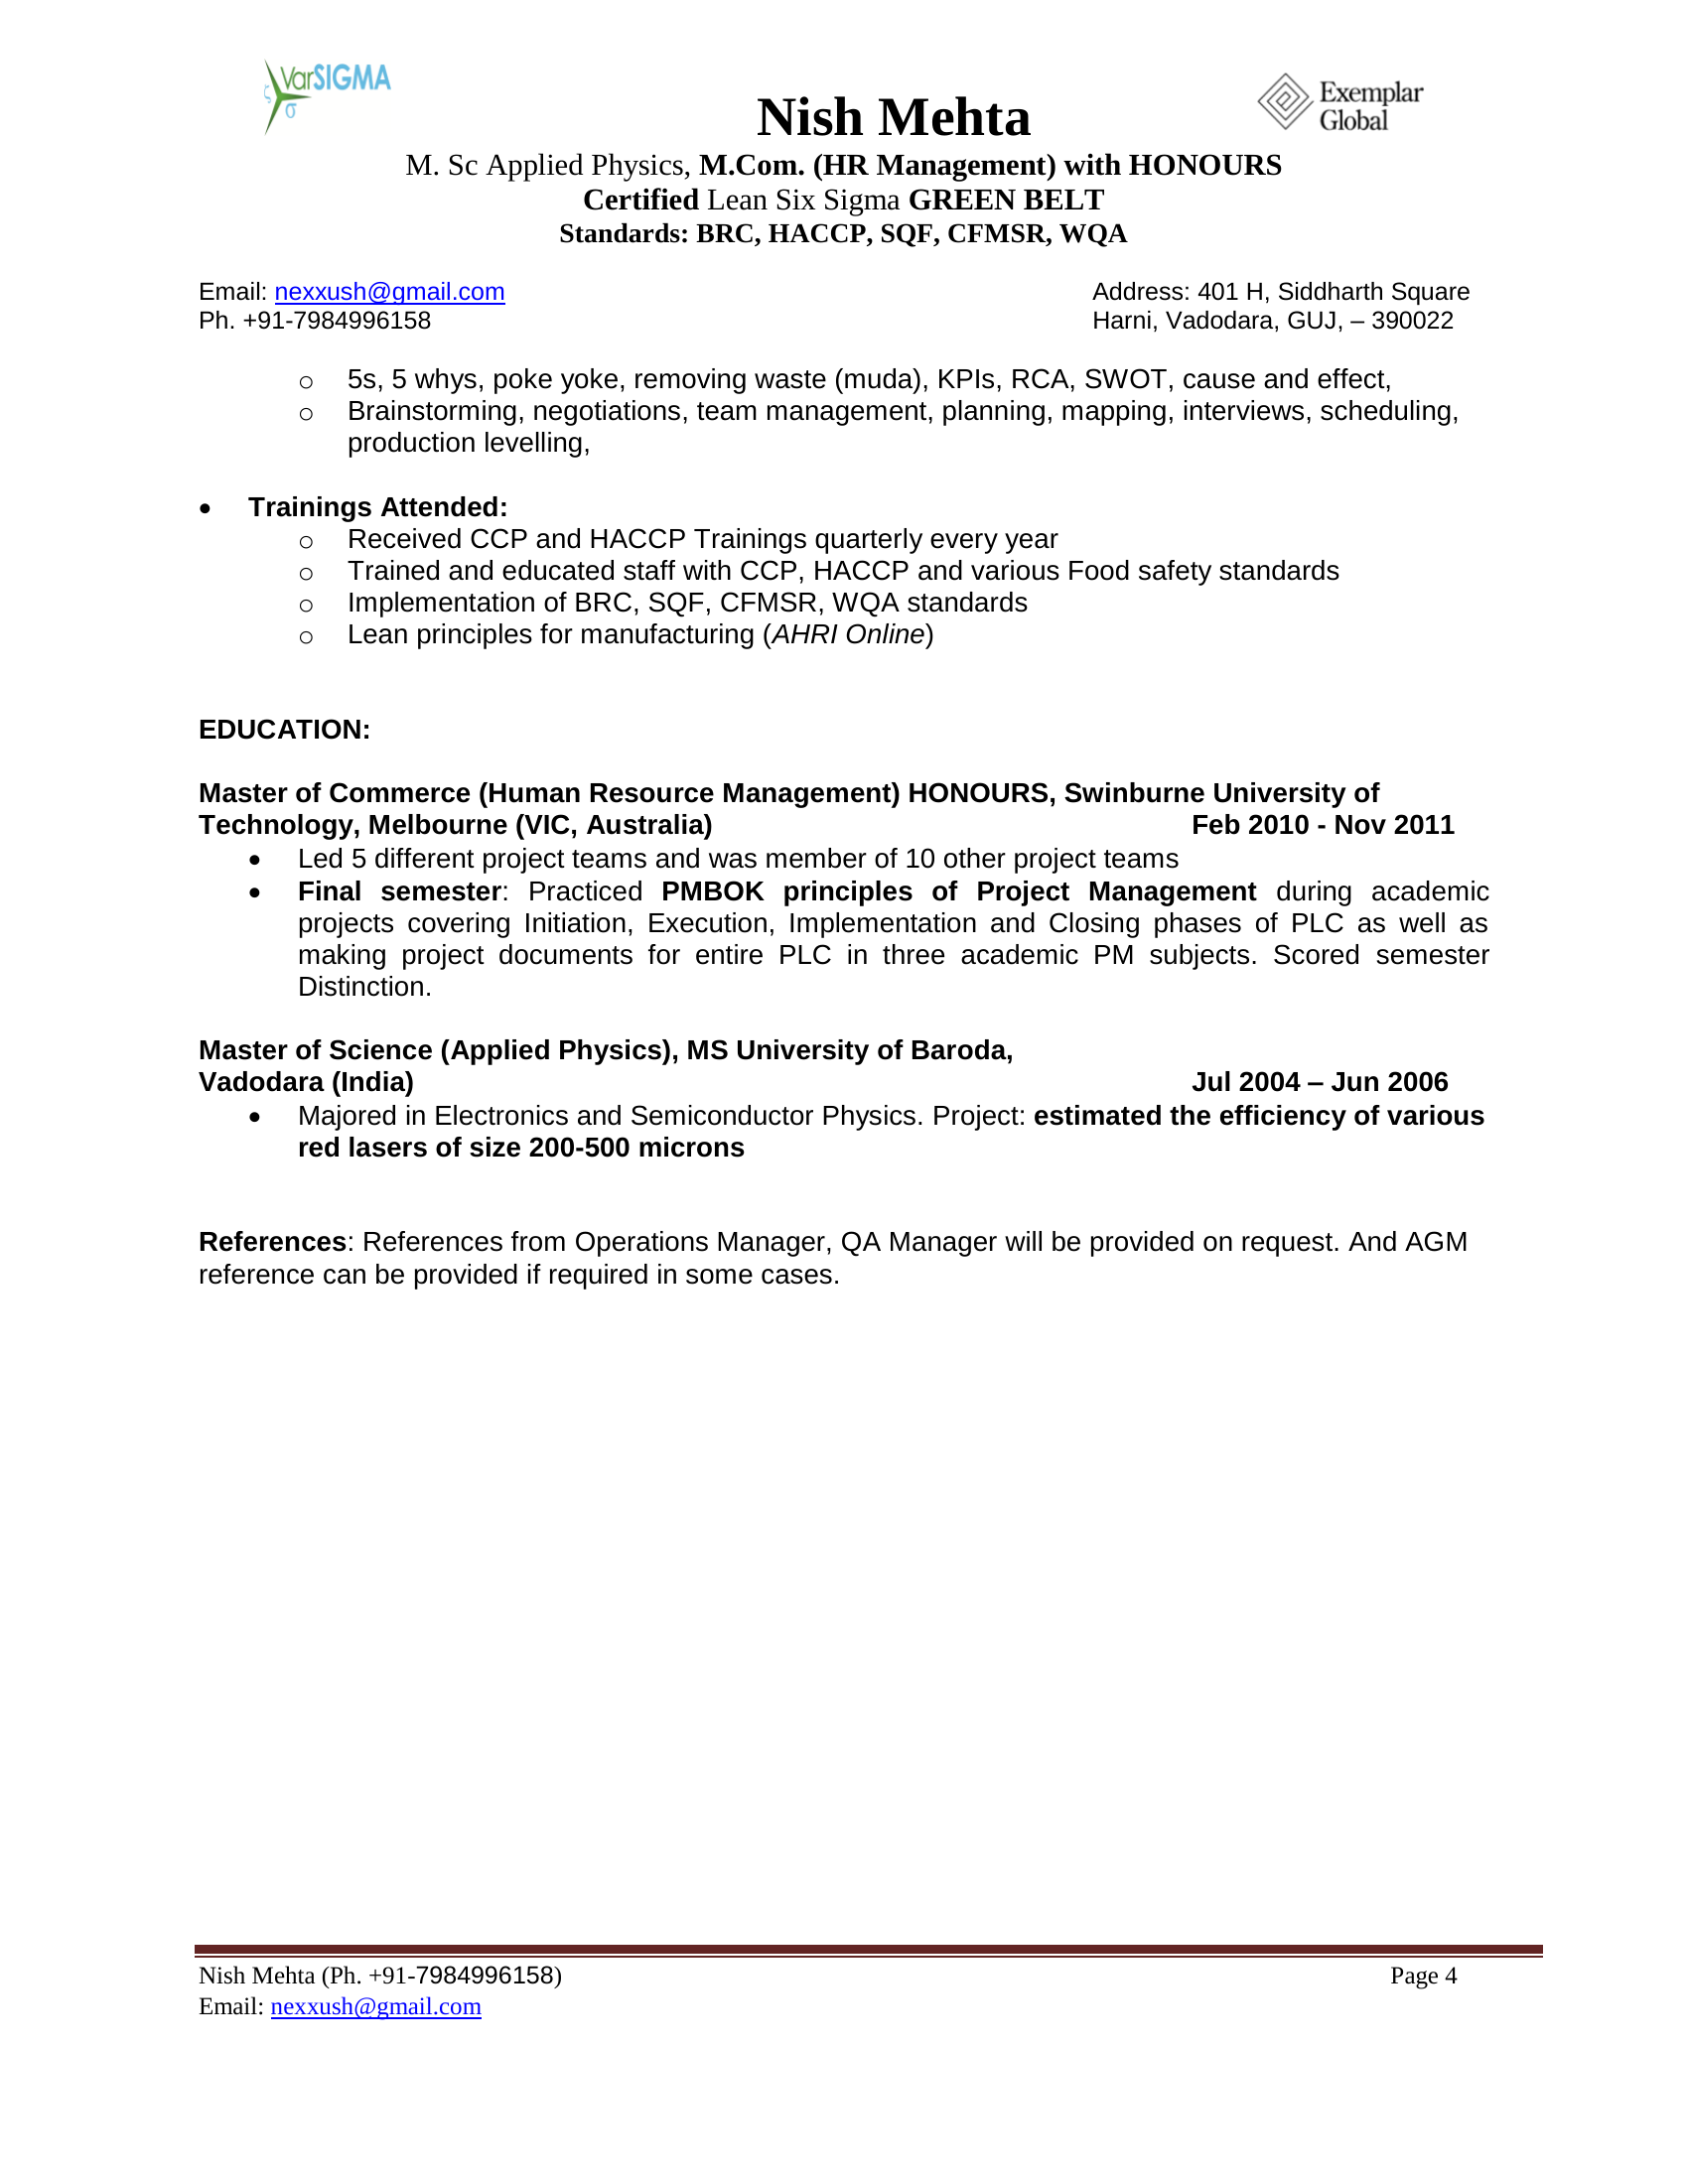 VarSIGMA
σ
Exemplar
Global
Nish Mehta
M. Sc Applied Physics, M.Com. (HR Management) with HONOURS
Certified Lean Six Sigma GREEN BELT
Standards: BRC, HACCP, SQF, CFMSR, WQA
Email: nexxush@gmail.com Address: 401 H, Siddharth Square
Ph. +91-7984996158 Harni, Vadodara, GUJ, – 390022
o 5s, 5 whys, poke yoke, removing waste (muda), KPIs, RCA, SWOT, cause and effect,
o Brainstorming, negotiations, team management, planning, mapping, interviews, scheduling,
production levelling,
• Trainings Attended:
o Received CCP and HACCP Trainings quarterly every year
o Trained and educated staff with CCP, HACCP and various Food safety standards
o Implementation of BRC, SQF, CFMSR, WQA standards
o Lean principles for manufacturing (AHRI Online)
EDUCATION:
Master of Commerce (Human Resource Management) HONOURS, Swinburne University of
Technology, Melbourne (VIC, Australia) Feb 2010 - Nov 2011
• Led 5 different project teams and was member of 10 other project teams
• Final semester: Practiced PMBOK principles of Project Management during academic
projects covering Initiation, Execution, Implementation and Closing phases of PLC as well as
making project documents for entire PLC in three academic PM subjects. Scored semester
Distinction.
Master of Science (Applied Physics), MS University of Baroda,
Vadodara (India) Jul 2004 – Jun 2006
• Majored in Electronics and Semiconductor Physics. Project: estimated the efficiency of various
red lasers of size 200-500 microns
References: References from Operations Manager, QA Manager will be provided on request. And AGM
reference can be provided if required in some cases.
Nish Mehta (Ph. +91-7984996158) Page 4
Email: nexxush@gmail.com